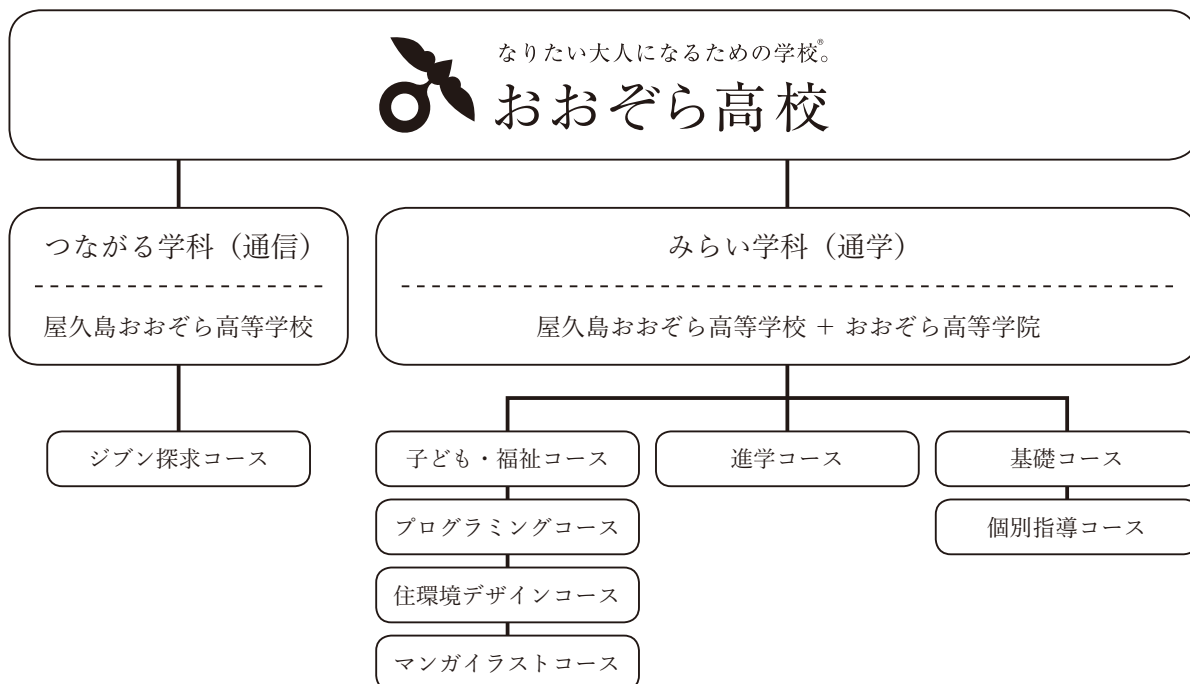 なりたい大人になるための学校®。
おおぞら高校
つながる学科（通信）
屋久島おおぞら高等学校
ジブン探求コース
みらい学科（通学）
屋久島おおぞら高等学校 + おおぞら高等学院
子ども・福祉コース
プログラミングコース
住環境デザインコース
マンガイラストコース
進学コース
基礎コース
個別指導コース